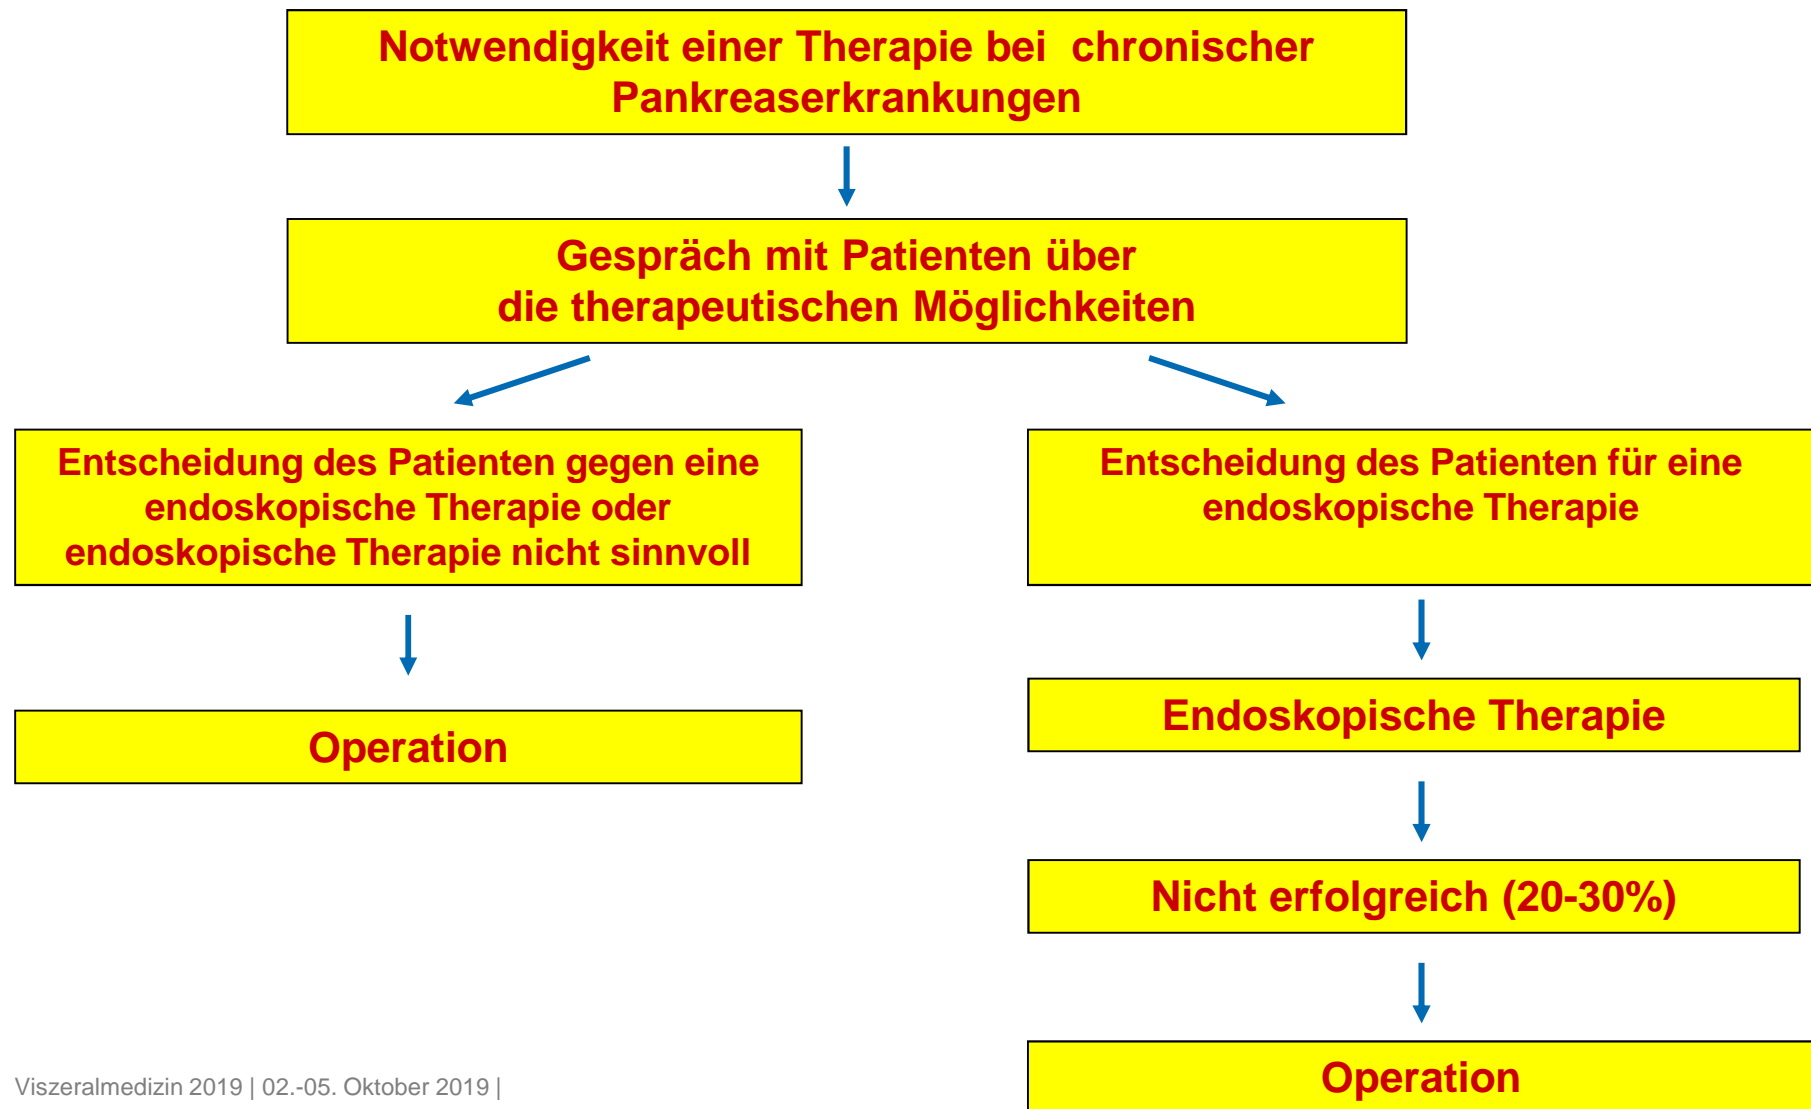 Notwendigkeit einer Therapie bei  chronischer
Pankreaserkrankungen
Gespräch mit Patienten über
die therapeutischen Möglichkeiten
Entscheidung des Patienten gegen eine
endoskopische Therapie oder
endoskopische Therapie nicht sinnvoll
Operation
Entscheidung des Patienten für eine
endoskopische Therapie
Endoskopische Therapie
Nicht erfolgreich (20-30%)
Operation
Viszeralmedizin 2019 | 02.-05. Oktober 2019 |